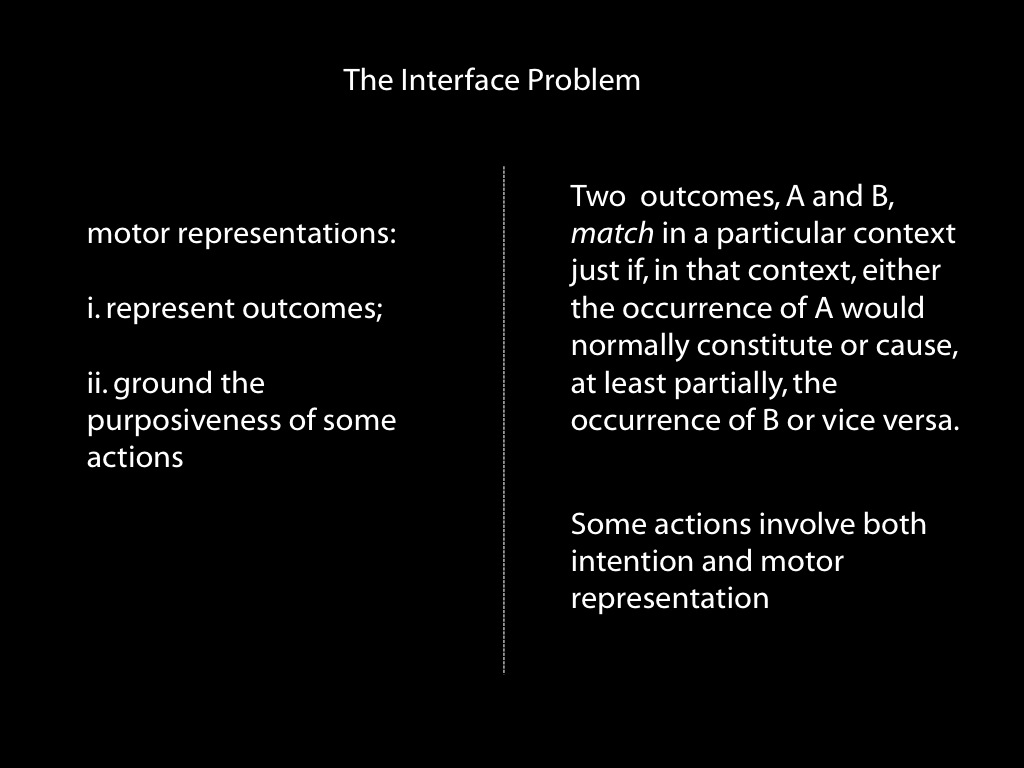 The Interface Problem
motor representations:
i. represent outcomes;
ii. ground the
purposiveness of some
actions
Two  outcomes, A and B,
match in a particular context
just if, in that context, either
the occurrence of A would
normally constitute or cause,
at least partially, the
occurrence of B or vice versa.
Some actions involve both
intention and motor
representation